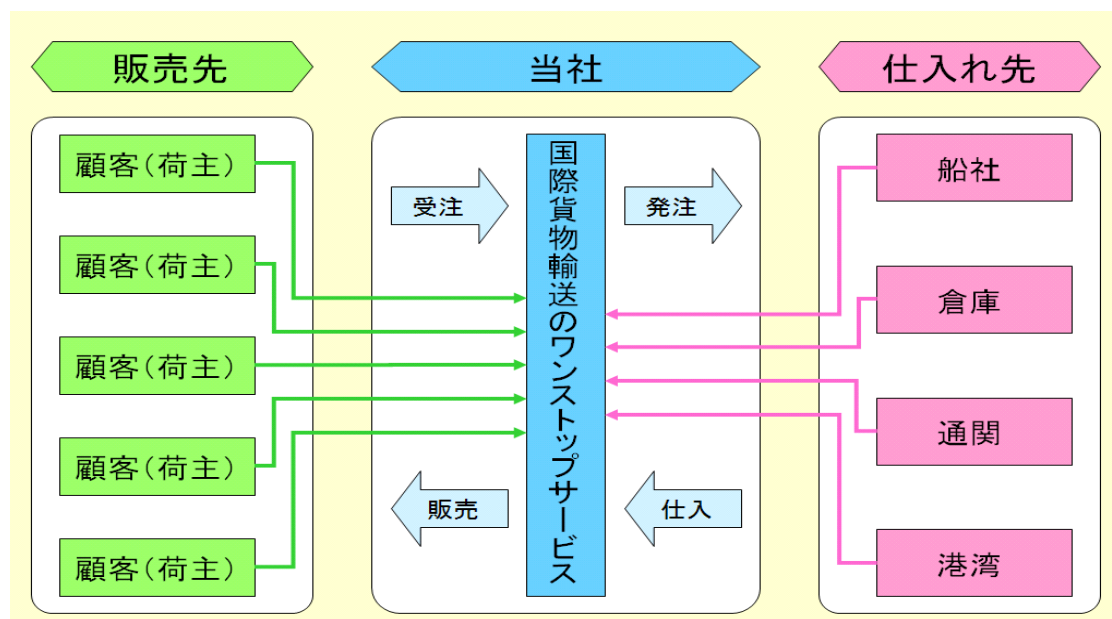 販売先
当社
仕入れ先
顧客(荷主)
顧客(荷主)
顧客(荷主)
顧客(荷主)
顧客(荷主)
受注
販売
国際貨物輸送のワンストップサービス
発注
仕入
船社
倉庫
通関
港湾